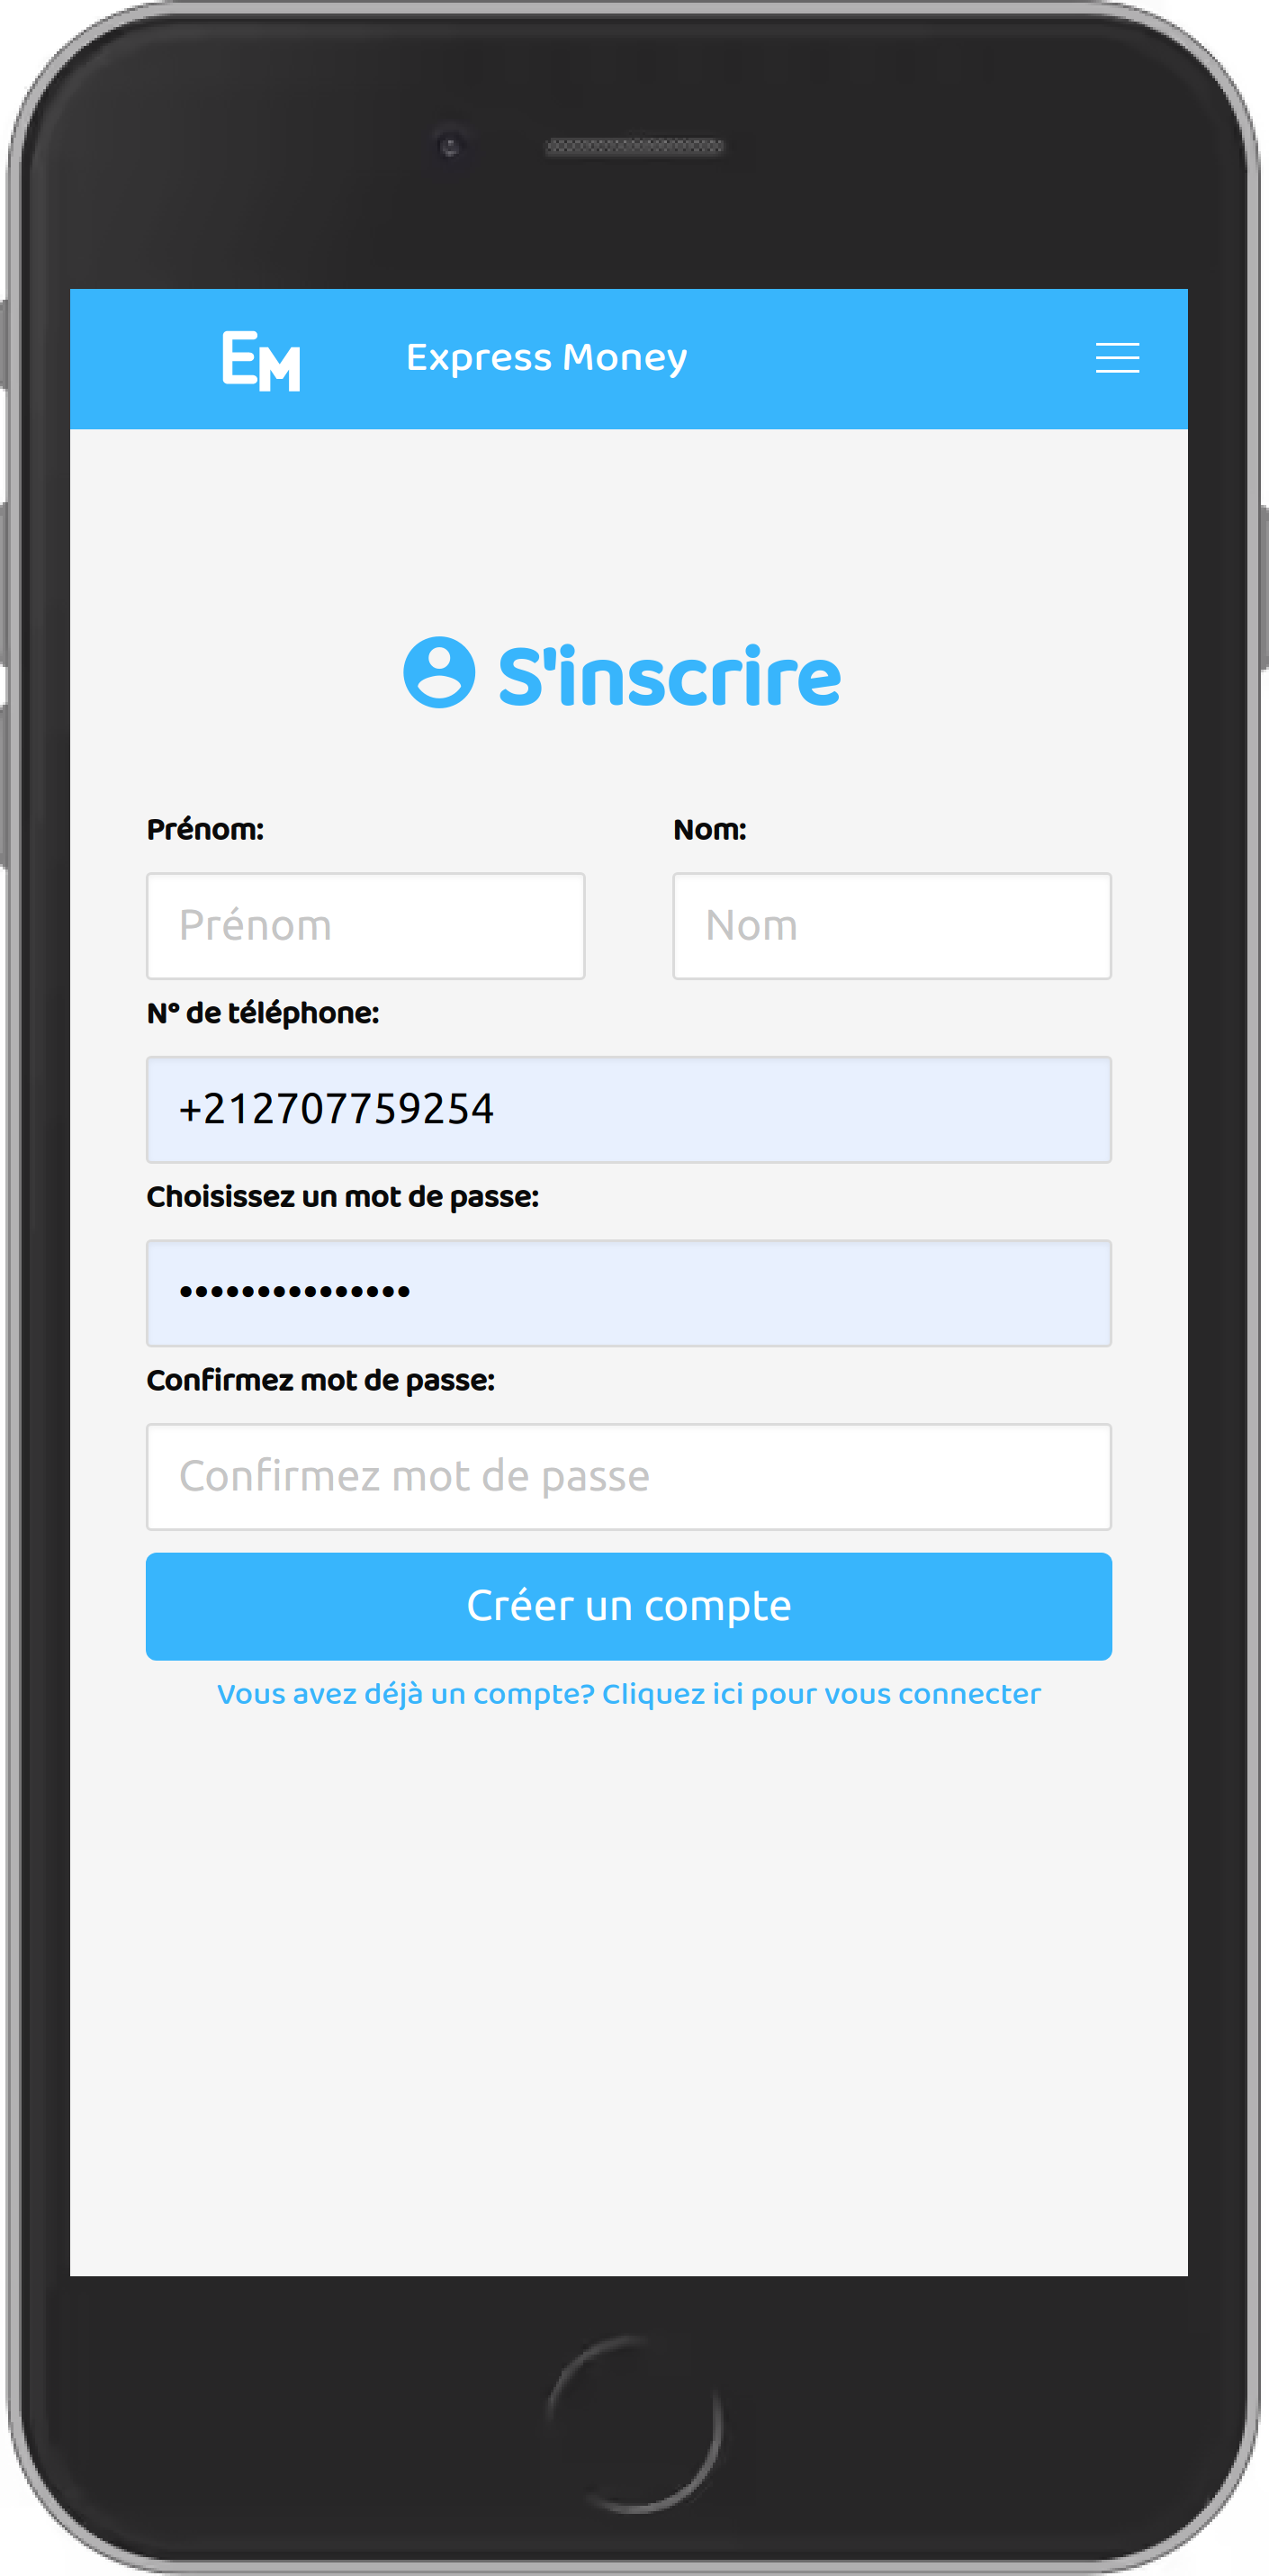 EM Express Money
S'inscrire
Prénom: Nom:
Prénom Nom
N° de téléphone:
+212707759254
Choisissez un mot de passe:
•••••••••••••••
Confirmez mot de passe:
Confirmez mot de passe
Créer un compte
Vous avez déjà un compte? Cliquez ici pour vous connecter